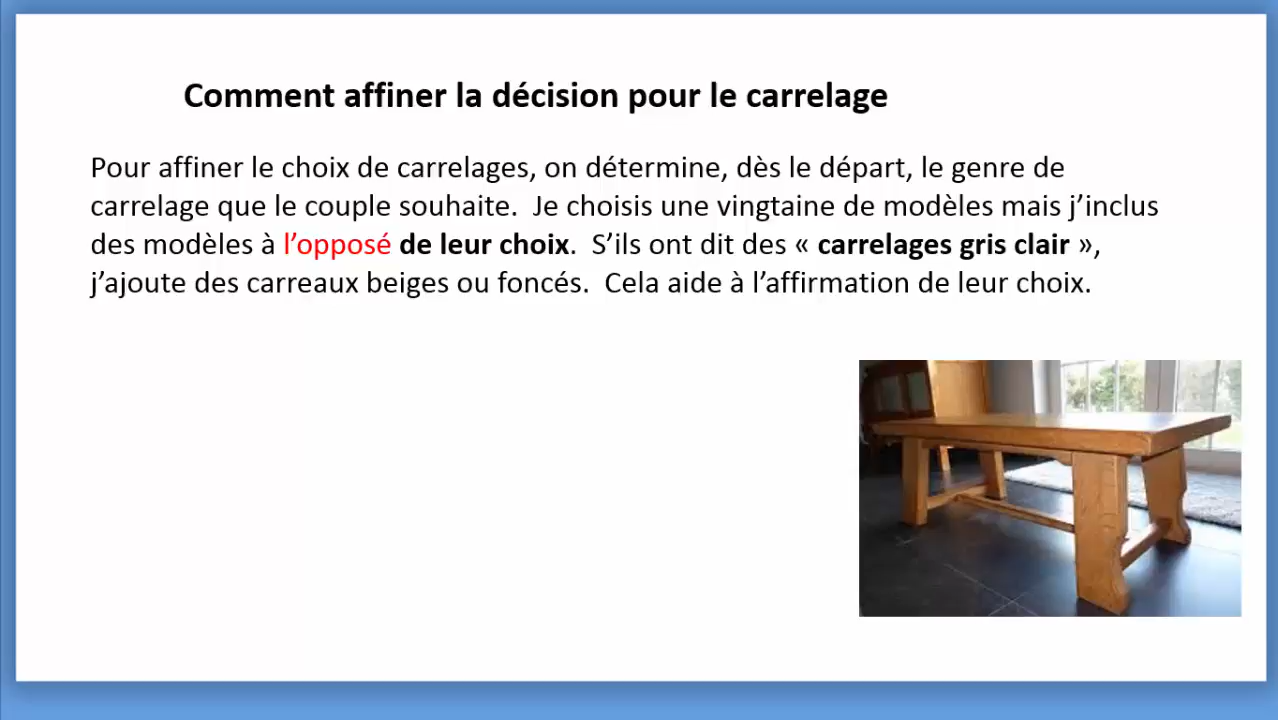 Comment affiner la décision pour le carrelage
Pour affiner le choix de carrelages, on détermine, dès le départ, le genre de
carrelage que le couple souhaite.  Je choisis une vingtaine de modèles mais j’inclus
des modèles à l’opposé de leur choix.  S’ils ont dit des « carrelages gris clair »,
j’ajoute des carreaux beiges ou foncés.  Cela aide à l’affirmation de leur choix.